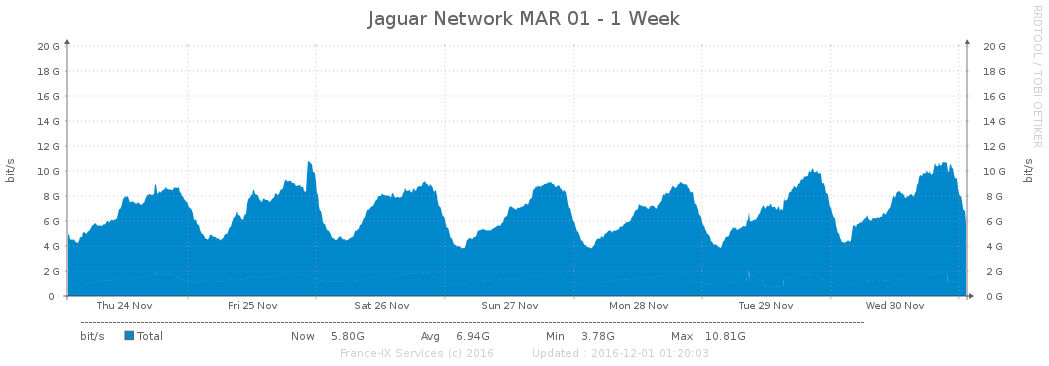 Jaguar Network MAR 01 - 1 Week
RRDTOOL / TOBI OETIKER
bit/s
bit/s
20 G 20 G
18 G 18 G
16 G 16 G
14 G 14 G
12 G 12 G
10 G 10 G
8 G 8 G
6 G 6 G
4 G 4 G
2 G 2 G
0 0 G
Thu 24 Nov Fri 25 Nov Sat 26 Nov Sun 27 Nov Mon 28 Nov Tue 29 Nov Wed 30 Nov
bit/s Total Now 5.80G Avg 6.94G Min 3.78G Max 10.81G
France-IX Services (c) 2016 Updated : 2016-12-01 01:20:03